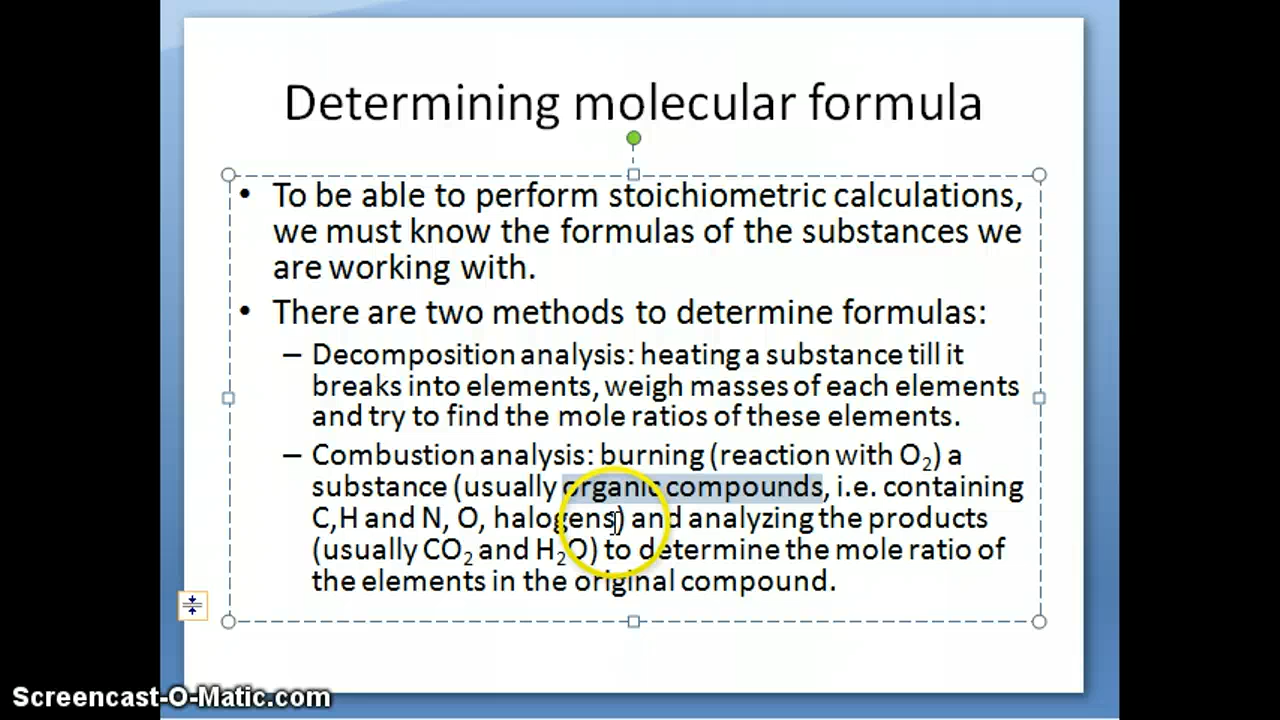 Determining molecular formula
• To be able to perform stoichiometric calculations,
we must know the formulas of the substances we
are working with.
• There are two methods to determine formulas:
– Decomposition analysis: heating a substance till it
breaks into elements, weigh masses of each elements
and try to find the mole ratios of these elements.
– Combustion analysis: burning (reaction with O₂) a
substance (usually organic compounds, i.e. containing
C,H and N, O, halogens) and analyzing the products
(usually CO₂ and H₂O) to determine the mole ratio of
the elements in the original compound.
Screencast-O-Matic.com